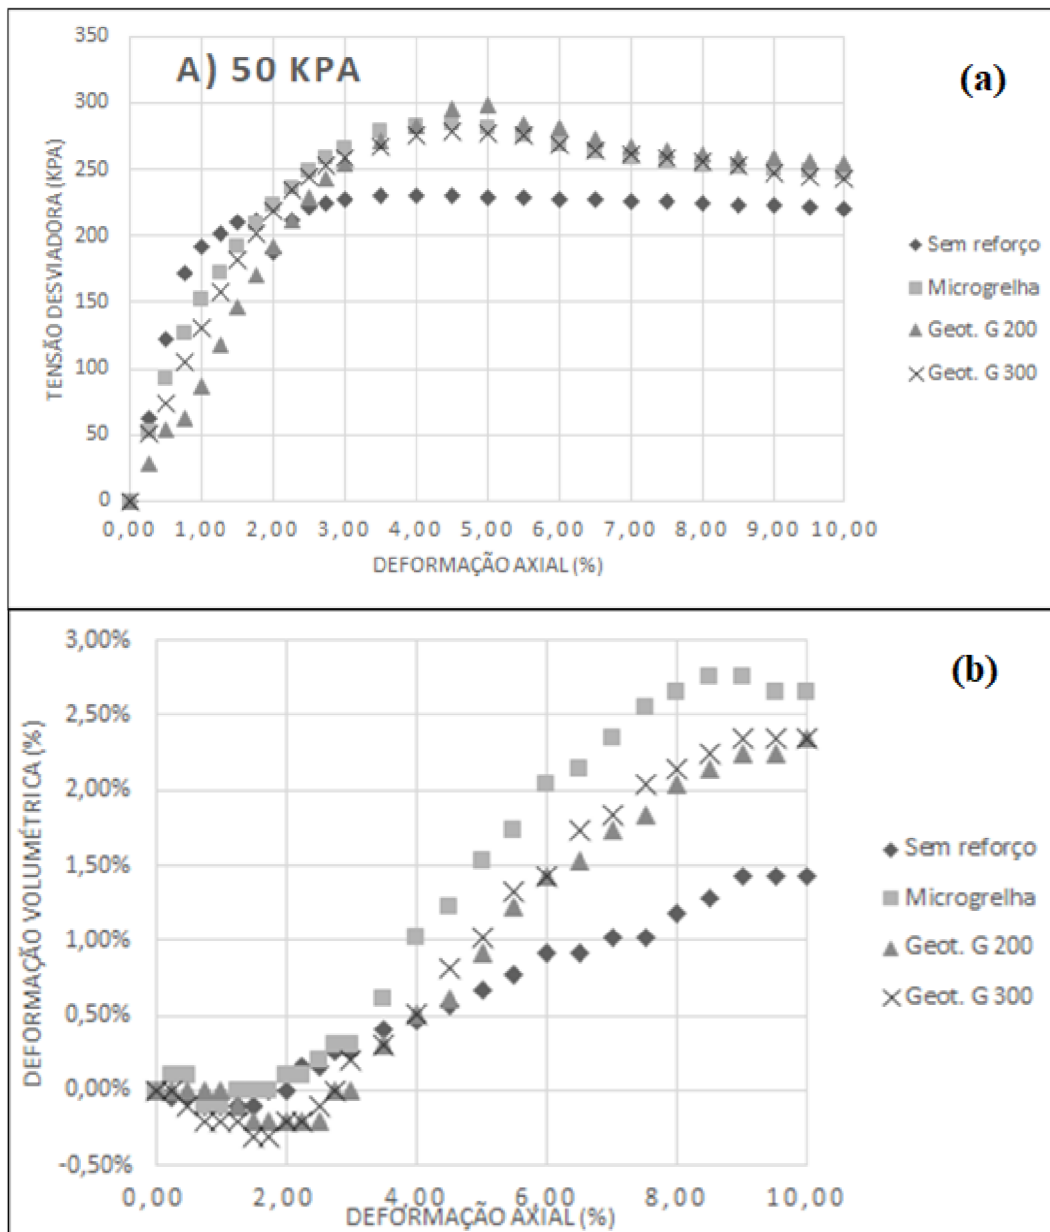 A) 50 KPA
(a)
TENSÃO DESVIADORA (KPA)
350
300
250
200
150
100
50
0
0,00 1,00 2,00 3,00 4,00 5,00 6,00 7,00 8,00 9,00 10,00
DEFORMAÇÃO AXIAL (%)
Sem reforço
Microgrelha
Geot. G 200
Geot. G 300
(b)
DEFORMAÇÃO VOLUMÉTRICA (%)
3,00%
2,50%
2,00%
1,50%
1,00%
0,50%
0,00%
-0,50%
0,00 2,00 4,00 6,00 8,00 10,00
DEFORMAÇÃO AXIAL (%)
Sem reforço
Microgrelha
Geot. G 200
Geot. G 300